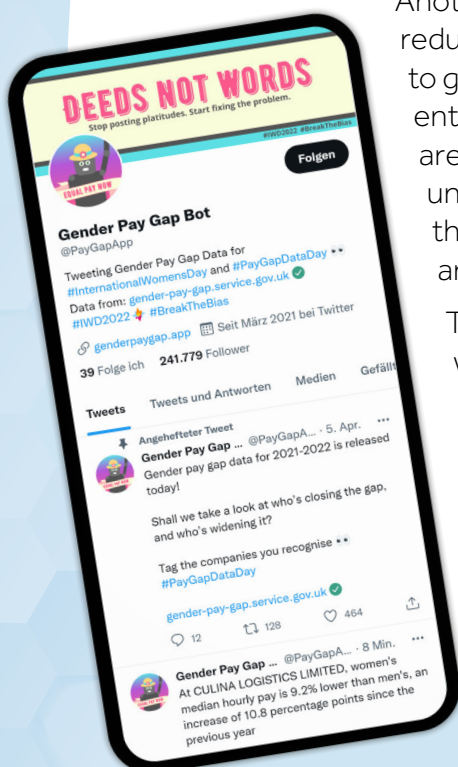 DEEDS NOT WORDS
Stop posting platitudes. Start fixing the problem.
#IWD2022 #BreakTheBias
EQUAL PAY NOW
Folgen
Gender Pay Gap Bot
@PayGapApp
Tweeting Gender Pay Gap Data for
#InternationalWomensDay and #PayGapDataDay 👀
Data from: gender-pay-gap.service.gov.uk
#IWD2022 #BreakTheBias
genderpaygap.app Seit März 2021 bei Twitter
39 Folge ich 241.779 Follower
Tweets Tweets und Antworten Medien Gefällt
Angehefteter Tweet
Gender Pay Gap ... @PayGapA... · 5. Apr. ...
Gender pay gap data for 2021-2022 is released
today!
Shall we take a look at who's closing the gap,
and who's widening it?
Tag the companies you recognise 👀
#PayGapDataDay
gender-pay-gap.service.gov.uk
12 128 464
Gender Pay Gap ... @PayGapA... · 8 Min. ...
At CULINA LOGISTICS LIMITED, women's
median hourly pay is 9.2% lower than men's, an
increase of 10.8 percentage points since the
previous year
redu
to g
ent
are
un
th
ar
T